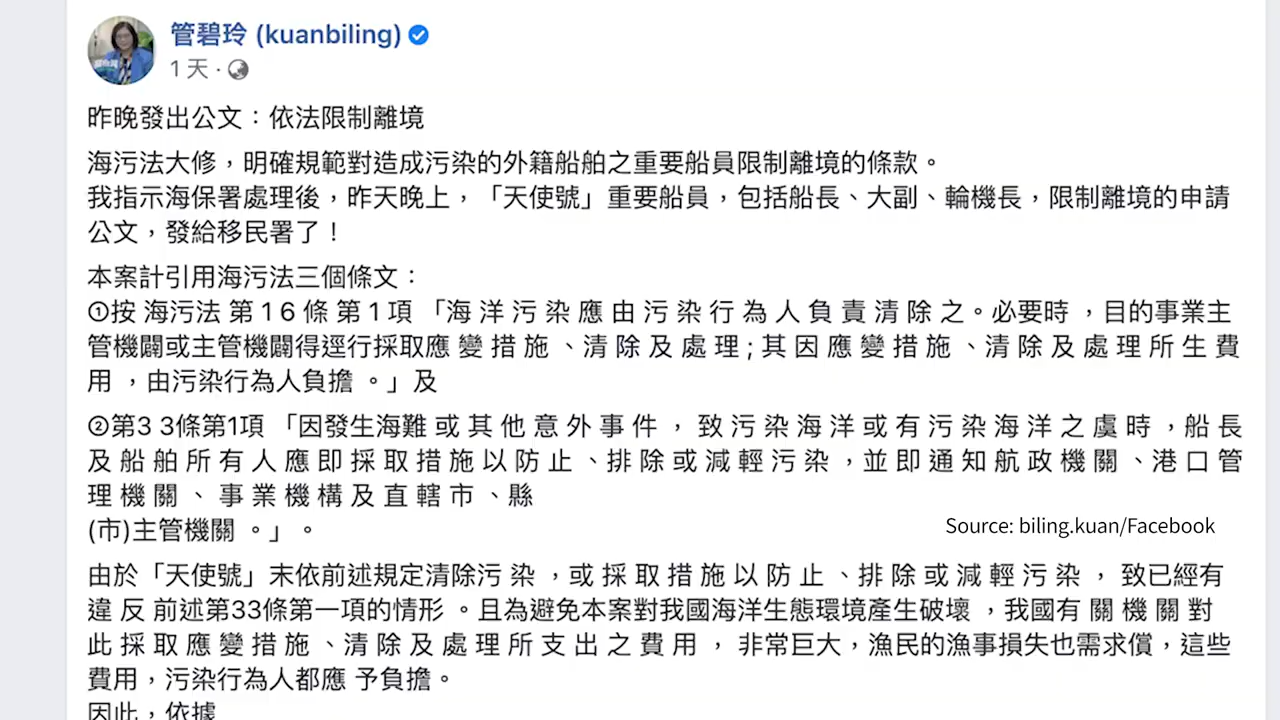 管碧玲 (kuanbiling)
1 天 ·
昨晚發出公文：依法限制離境
海污法大修，明確規範對造成污染的外籍船舶之重要船員限制離境的條款。
我指示海保署處理後，昨天晚上，「天使號」重要船員，包括船長、大副、輪機長，限制離境的申請
公文，發給移民署了！
本案計引用海污法三個條文：
①按 海污法 第 1 6 條 第 1 項 「海 洋 污 染 應 由 污 染 行 為 人 負 責 清 除 之。必要時 ，目的事業主
管機關或主管機關得逕行採取應 變 措 施 、清 除 及 處 理 ; 其 因 應 變 措 施 、清 除 及 處 理 所 生 費
用 ，由污染行為人負擔 。」及
②第3 3條第1項 「因發生海難 或 其 他 意 外 事 件 ， 致 污 染 海 洋 或 有 污 染 海 洋 之 虞 時 ，船 長
及 船 舶 所 有 人 應 即 採 取 措 施 以 防 止 、排 除 或 減 輕 污 染 ，並 即 通 知 航 政 機 關 、港 口 管
理 機 關 、 事 業 機 構 及 直 轄 市 、縣
(市)主管機關 。」。
Source: biling.kuan/Facebook
由於「天使號」未依前述規定清除污 染 ，或 採 取 措 施 以 防 止 、排 除 或 減 輕 污 染 ， 致已經有
違 反 前述第33條第一項的情形 。且為避免本案對我國海洋生態環境產生破壞 ，我國有 關 機 關 對
此 採 取 應 變 措 施 、清 除 及 處 理 所 支 出 之 費 用 ， 非常巨大，漁民的漁事損失也需求償，這些
費用，污染行為人都應 予負擔。
因此，依據